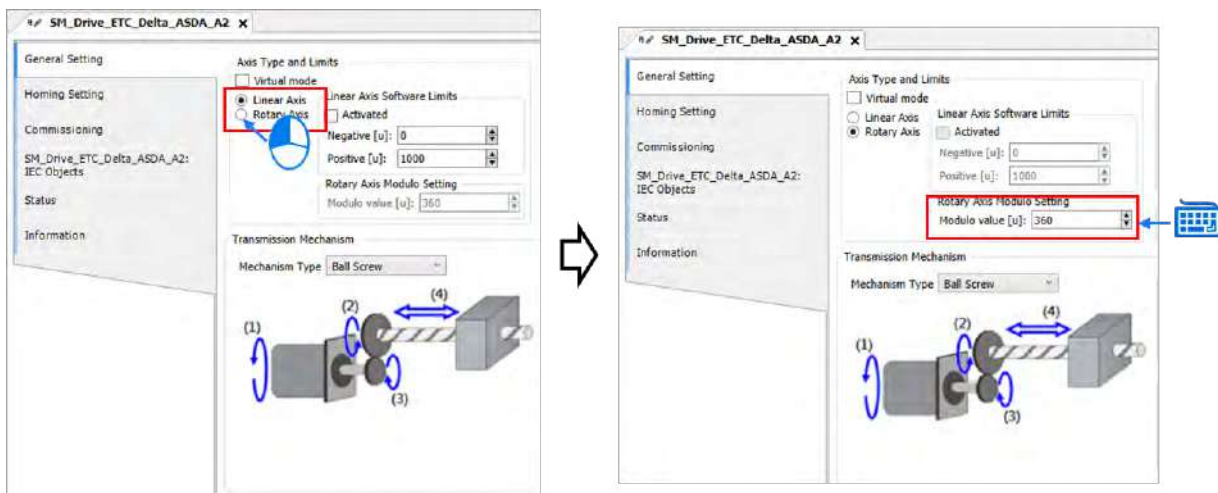 SM_Drive_ETC_Delta_ASDA_A2 X
General Setting
Homing Setting
Commissioning
SM_Drive_ETC_Delta_ASDA_A2:
IEC Objects
Status
Information
Axis Type and Limits
Virtual mode
Linear Axis
Rotary Axis
Linear Axis Software Limits
Activated
Negative [u]: 0
Positive [u]: 1000
Rotary Axis Modulo Setting
Modulo value [u]: 360
Transmission Mechanism
Mechanism Type Ball Screw
(1)
(2)
(4)
(3)
SM_Drive_ETC_Delta_ASDA_A2 X
General Setting
Homing Setting
Commissioning
SM_Drive_ETC_Delta_ASDA_A2:
IEC Objects
Status
Information
Axis Type and Limits
Virtual mode
Linear Axis
Rotary Axis
Linear Axis Software Limits
Activated
Negative [u]: 0
Positive [u]: 1000
Rotary Axis Modulo Setting
Modulo value [u]: 360
Transmission Mechanism
Mechanism Type Ball Screw
(1)
(2)
(4)
(3)